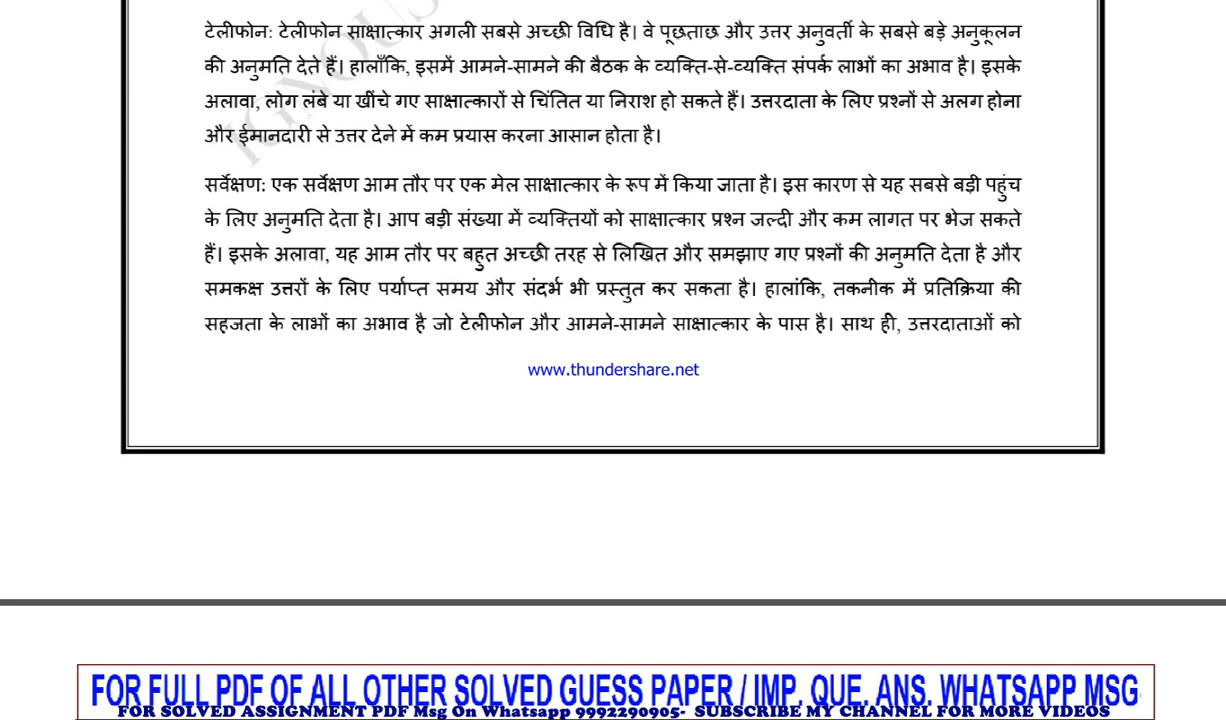 टेलीफोन: टेलीफोन साक्षात्कार अगली सबसे अच्छी विधि है। वे पूछताछ और उत्तर अनुवर्ती के सबसे बड़े अनुकूलन
की अनुमति देते हैं। हालाँकि, इसमें आमने-सामने की बैठक के व्यक्ति-से-व्यक्ति संपर्क लाभों का अभाव है। इसके
अलावा, लोग लंबे या खींचे गए साक्षात्कारों से चिंतित या निराश हो सकते हैं। उत्तरदाता के लिए प्रश्नों से अलग होना
और ईमानदारी से उत्तर देने में कम प्रयास करना आसान होता है।
सर्वेक्षण: एक सर्वेक्षण आम तौर पर एक मेल साक्षात्कार के रूप में किया जाता है। इस कारण से यह सबसे बड़ी पहुंच
के लिए अनुमति देता है। आप बड़ी संख्या में व्यक्तियों को साक्षात्कार प्रश्न जल्दी और कम लागत पर भेज सकते
हैं। इसके अलावा, यह आम तौर पर बहुत अच्छी तरह से लिखित और समझाए गए प्रश्नों की अनुमति देता है और
समकक्ष उत्तरों के लिए पर्याप्त समय और संदर्भ भी प्रस्तुत कर सकता है। हालांकि, तकनीक में प्रतिक्रिया की
सहजता के लाभों का अभाव है जो टेलीफोन और आमने-सामने साक्षात्कार के पास है। साथ ही, उत्तरदाताओं को
www.thundershare.net
FOR FULL PDF OF ALL OTHER SOLVED GUESS PAPER / IMP. QUE. ANS. WHATSAPP MSG
FOR SOLVED ASSIGNMENT PDF Msg On Whatsapp 9992290905- SUBSCRIBE MY CHANNEL FOR MORE VIDEOS